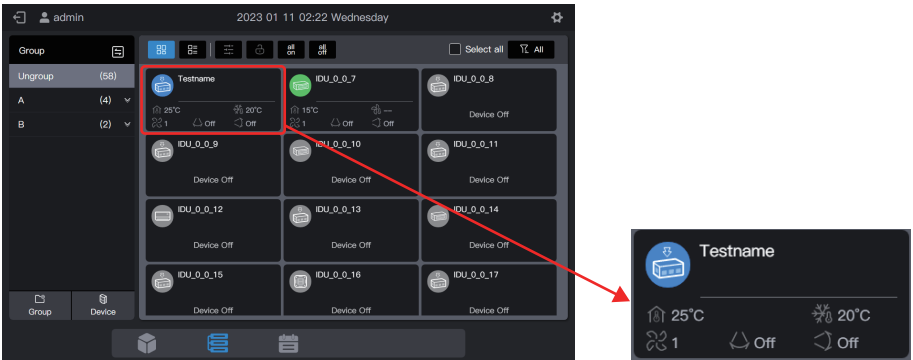 admin
2023 01 11 02:22 Wednesday
Group
all on
all off
Select all
All
Ungroup (58)
A (4)
B (2)
Testname
25°C 20°C
1 Off Off
IDU_0_0_7
15°C --
1 Off Off
IDU_0_0_8
Device Off
IDU_0_0_9
Device Off
IDU_0_0_10
Device Off
IDU_0_0_11
Device Off
IDU_0_0_12
Device Off
IDU_0_0_13
Device Off
IDU_0_0_14
Device Off
IDU_0_0_15
Device Off
IDU_0_0_16
Device Off
IDU_0_0_17
Device Off
Group
Device
Testname
25°C 20°C
1 Off Off